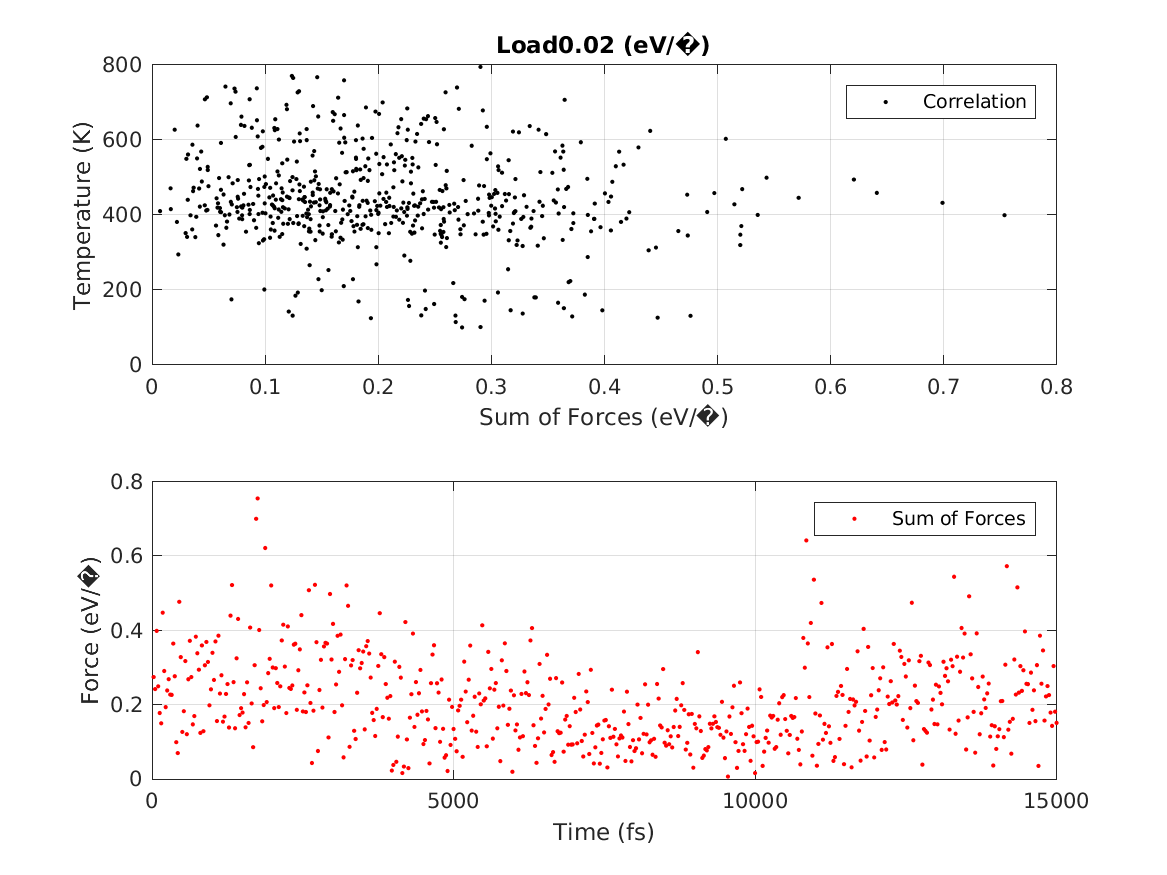 Load0.02 (eV/�)
800
600
400
200
0
Temperature (K)
Correlation
0 0.1 0.2 0.3 0.4 0.5 0.6 0.7 0.8
Sum of Forces (eV/�)
0.8
0.6
0.4
0.2
0
Force (eV/�)
Sum of Forces
0 5000 10000 15000
Time (fs)